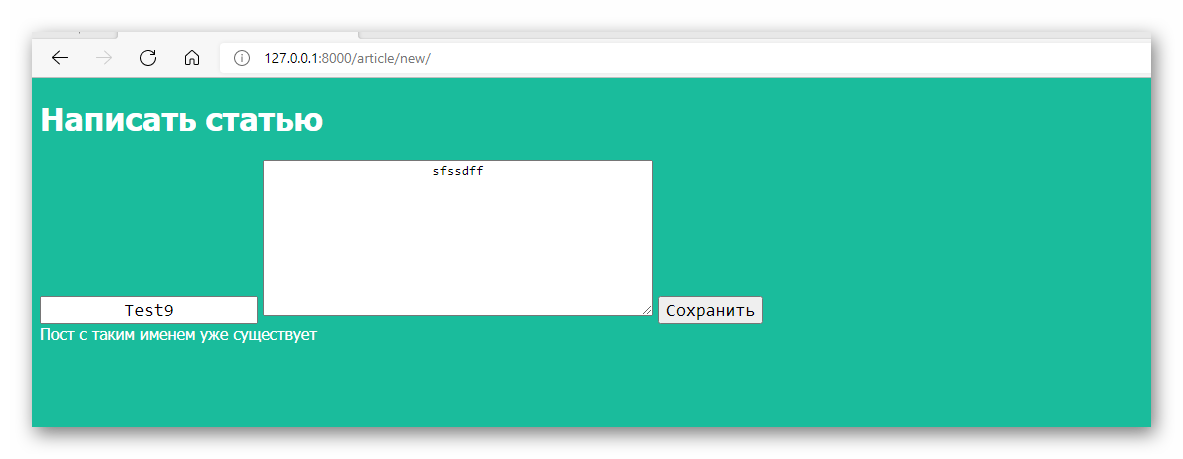 127.0.0.1:8000/article/new/
Написать статью
sfssdff
Test9
Сохранить
Пост с таким именем уже существует